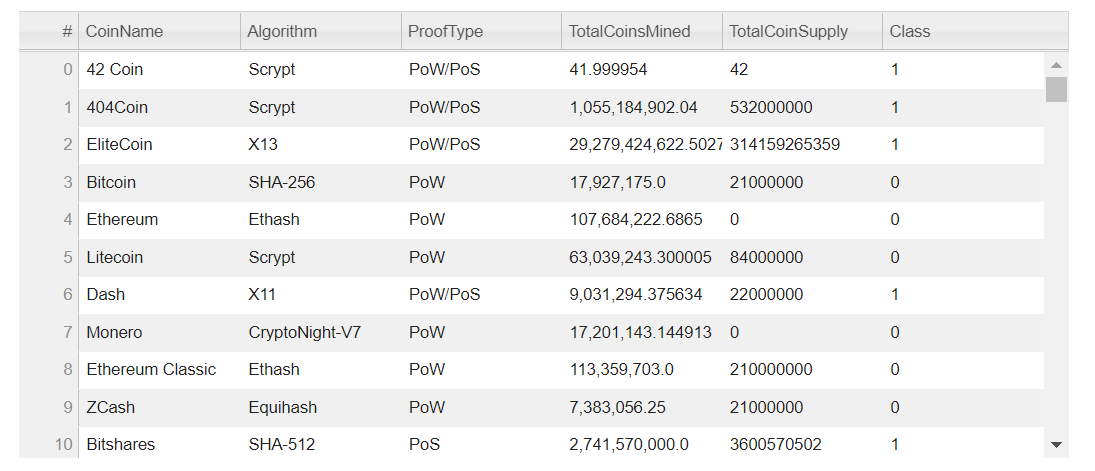 # CoinName Algorithm ProofType TotalCoinsMined TotalCoinSupply Class
0 42 Coin Scrypt PoW/PoS 41.999954 42 1
1 404Coin Scrypt PoW/PoS 1,055,184,902.04 532000000 1
2 EliteCoin X13 PoW/PoS 29,279,424,622.5027 314159265359 1
3 Bitcoin SHA-256 PoW 17,927,175.0 21000000 0
4 Ethereum Ethash PoW 107,684,222.6865 0 0
5 Litecoin Scrypt PoW 63,039,243.300005 84000000 0
6 Dash X11 PoW/PoS 9,031,294.375634 22000000 1
7 Monero CryptoNight-V7 PoW 17,201,143.144913 0 0
8 Ethereum Classic Ethash PoW 113,359,703.0 210000000 0
9 ZCash Equihash PoW 7,383,056.25 21000000 0
10 Bitshares SHA-512 PoS 2,741,570,000.0 3600570502 1